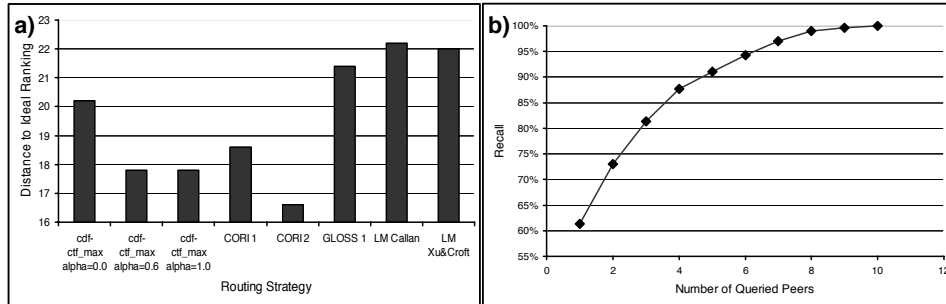 a)
Distance to Ideal Ranking
23
22
21
20
19
18
17
16
cdf-
ctf_max
alpha=0.0
cdf-
ctf_max
alpha=0.6
cdf-
ctf_max
alpha=1.0
CORI 1
CORI 2
GLOSS 1
LM Callan
LM
Xu&Croft
Routing Strategy
b)
Recall
100%
95%
90%
85%
80%
75%
70%
65%
60%
55%
0
2
4
6
8
10
12
Number of Queried Peers